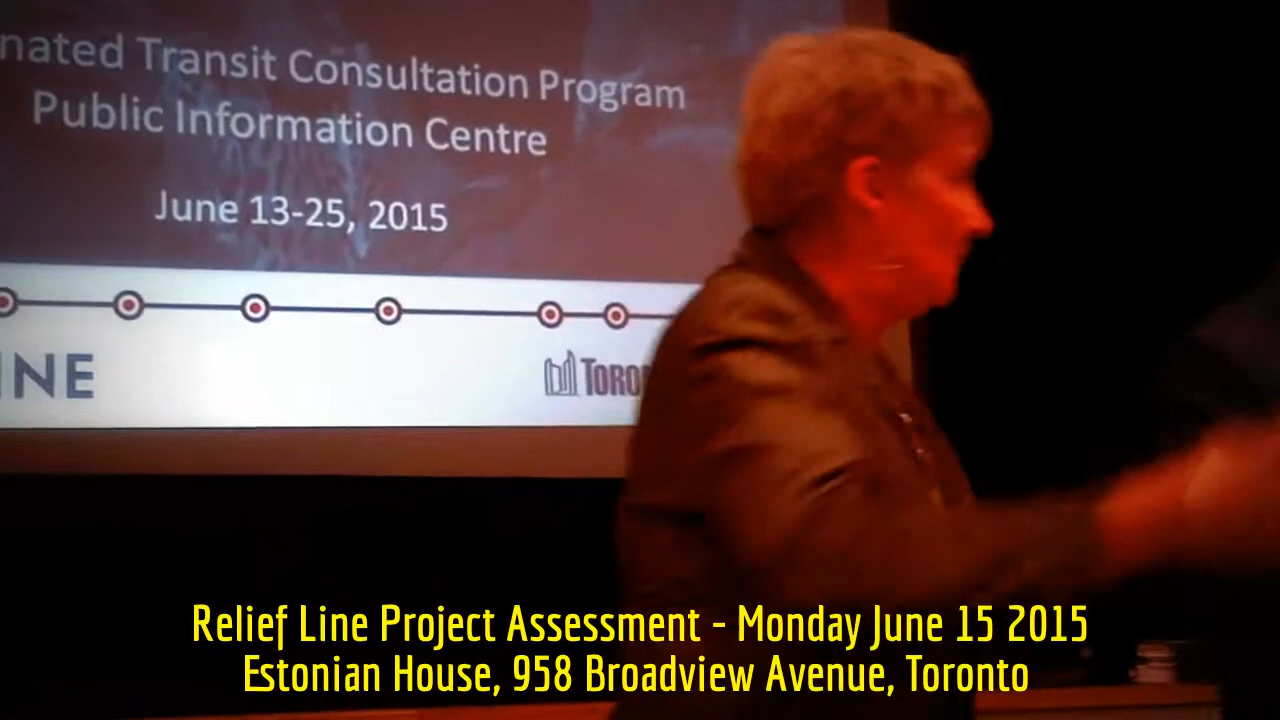 nated Transit Consultation Program
Public Information Centre
June 13-25, 2015
INE
TORO
Relief Line Project Assessment - Monday June 15 2015
Estonian House, 958 Broadview Avenue, Toronto